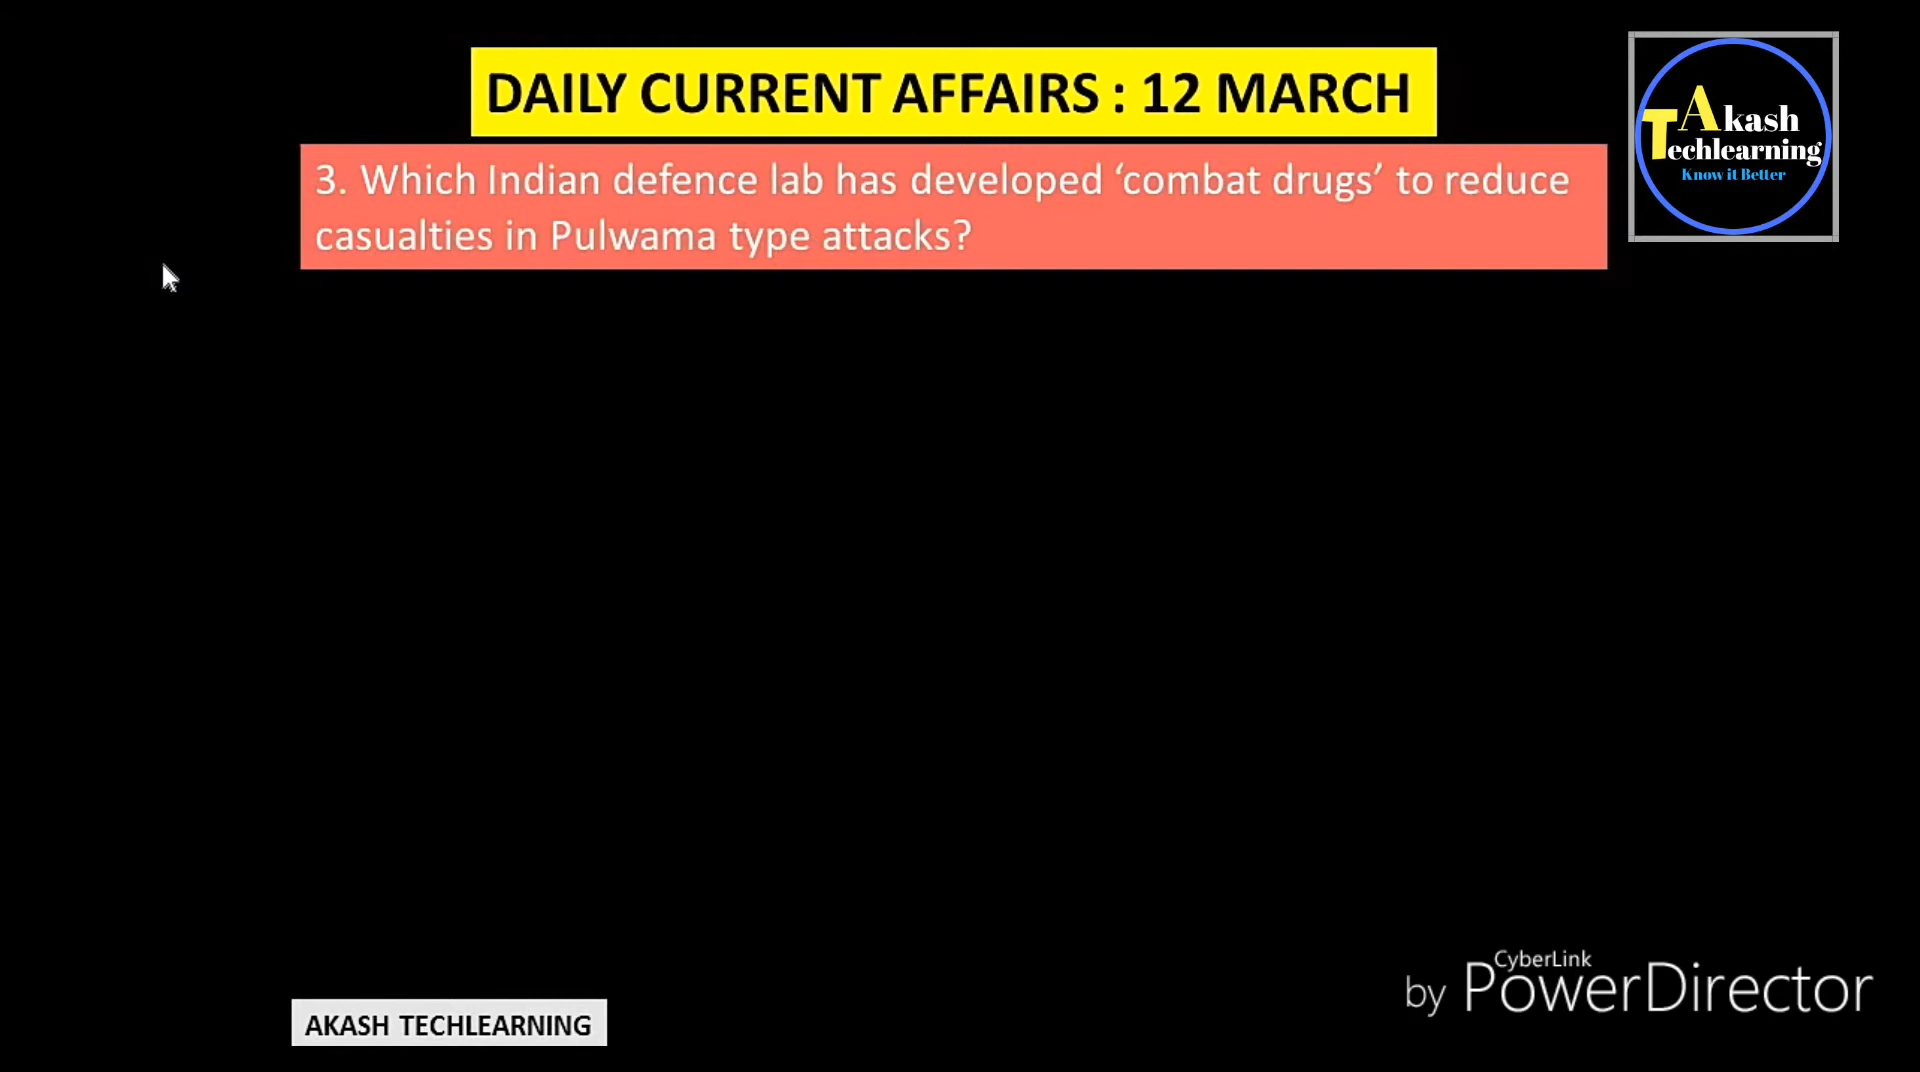 DAILY CURRENT AFFAIRS : 12 MARCH
Akash
Techlearning
Know it Better
3. Which Indian defence lab has developed ‘combat drugs’ to reduce
casualties in Pulwama type attacks?
CyberLink
by PowerDirector
AKASH TECHLEARNING